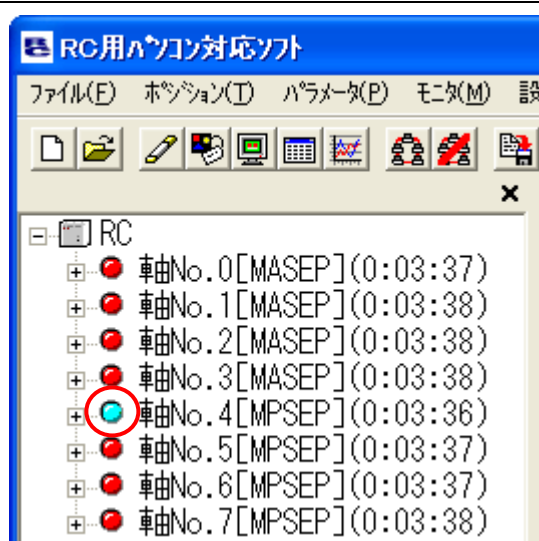 RC用パソコン対応ソフト
ファイル(F) ポジション(T) パラメータ(P) モニタ(M) 設
RC
軸No.0[MASEP](0:03:37)
軸No.1[MASEP](0:03:38)
軸No.2[MASEP](0:03:38)
軸No.3[MASEP](0:03:38)
軸No.4[MPSEP](0:03:36)
軸No.5[MPSEP](0:03:37)
軸No.6[MPSEP](0:03:37)
軸No.7[MPSEP](0:03:38)